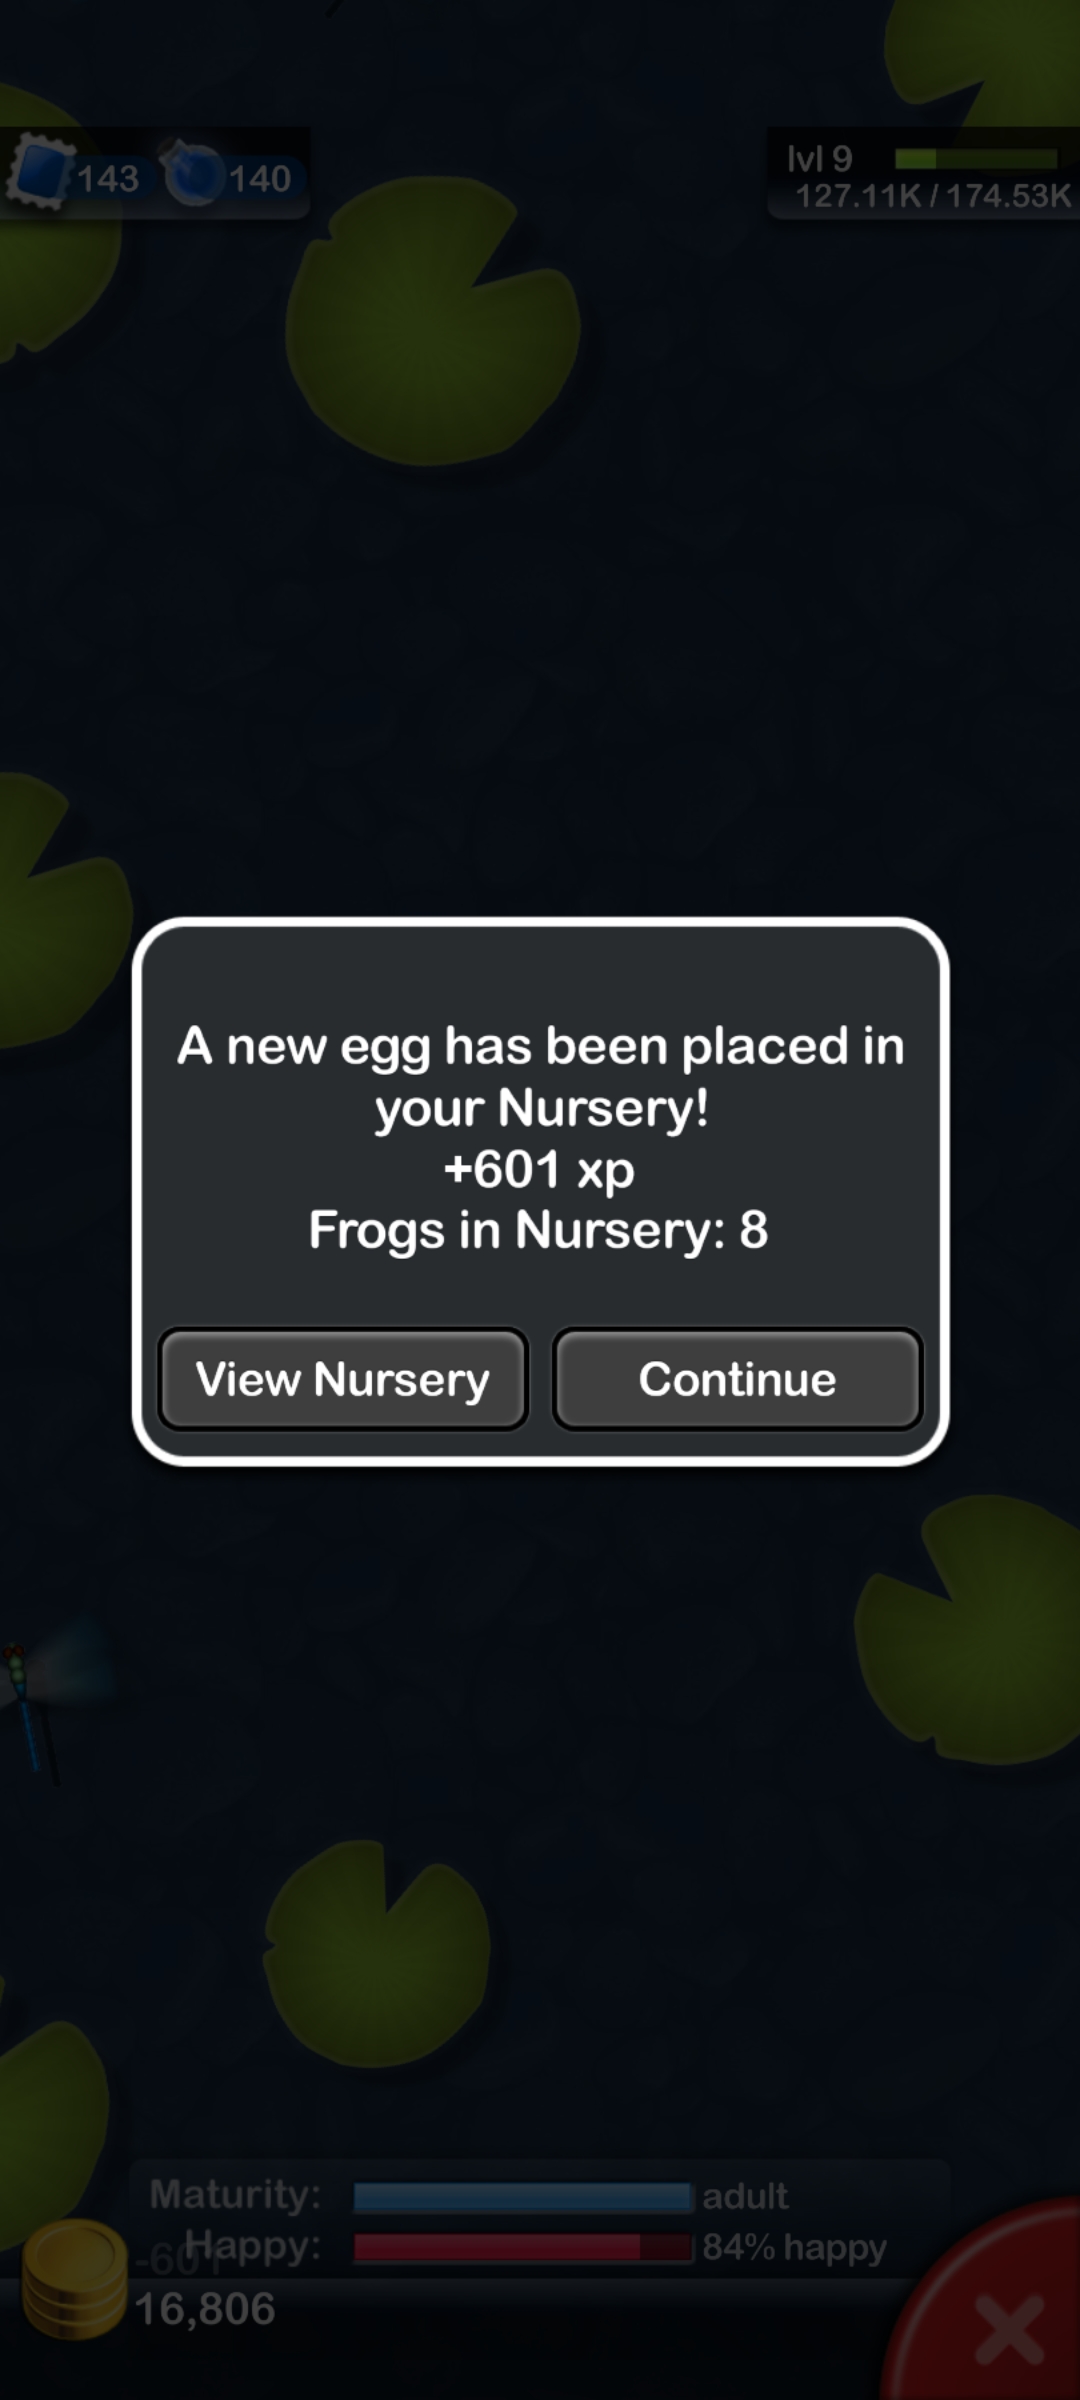 143 140
lvl 9
127.11K / 174.53K
A new egg has been placed in
your Nursery!
+601 xp
Frogs in Nursery: 8
View Nursery Continue
Maturity: adult
Happy: 84% happy
-601
16,806